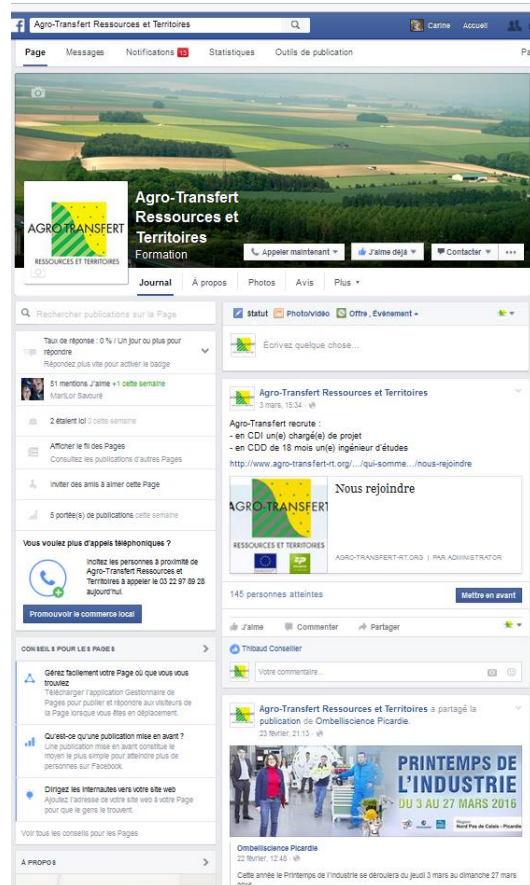 Agro-Transfert Ressources et Territoires
Carine Accueil
Page Messages Notifications 13 Statistiques Outils de publication Pa
AGRO-TRANSFERT
RESSOURCES ET TERRITOIRES
Agro-Transfert
Ressources et
Territoires
Formation
Appeler maintenant J'aime déjà Contacter
Journal À propos Photos Avis Plus
Rechercher publications sur la Page
Taux de réponse : 0 % / Un jour ou plus pour
répondre
Répondez plus vite pour activer le badge
51 mentions J'aime +1 cette semaine
MariLor Savouré
2 étaient ici 0 cette semaine
Afficher le fil des Pages
Consultez les publications d'autres Pages
Inviter des amis à aimer cette Page
5 portée(s) de publications cette semaine
Vous voulez plus d'appels téléphoniques ?
Incitez les personnes à proximité de
Agro-Transfert Ressources et
Territoires à appeler le 03 22 97 89 28
aujourd'hui.
Promouvoir le commerce local
CONSEILS POUR LES PAGES
Gérez facilement votre Page où que vous vous
trouviez
Télécharger l'application Gestionnaire de
Pages pour publier et répondre aux visiteurs de
la Page lorsque vous êtes en déplacement.
Qu'est-ce qu'une publication mise en avant ?
Une publication mise en avant constitue le
moyen le plus simple pour atteindre plus de
personnes sur Facebook.
Dirigez les internautes vers votre site web
Ajoutez l'adresse de votre site web à votre Page
pour que le gens le trouvent.
Voir tous les conseils pour les Pages
À PROPOS
Statut Photo/vidéo Offre, Évènement +
Écrivez quelque chose...
Agro-Transfert Ressources et Territoires
3 mars, 15:34
Agro-Transfert recrute :
- en CDI un(e) chargé(e) de projet
- en CDD de 18 mois un(e) ingénieur d'études
http://www.agro-transfert-rt.org/.../qui-somme.../nous-rejoindre
AGRO-TRANSFERT
RESSOURCES ET TERRITOIRES
Nous rejoindre
AGRO-TRANSFERT-RT.ORG | PAR ADMINISTRATOR
145 personnes atteintes
Mettre en avant
J'aime Commenter Partager
Thibaud Conseiller
Votre commentaire...
Agro-Transfert Ressources et Territoires a partagé la
publication de Ombelliscience Picardie.
23 février, 21:13
PRINTEMPS DE
L'INDUSTRIE
DU 3 AU 27 MARS 2016
Région
Nord Pas de Calais - Picardie
Ombelliscience Picardie
22 février, 12:48
Cette année le Printemps de l'Industrie se déroulera du jeudi 3 mars au dimanche 27 mars